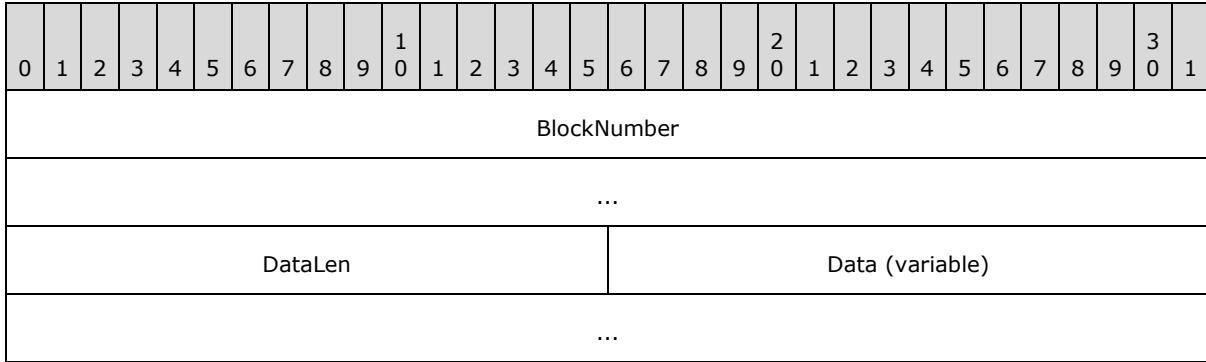 1 2 3
0 1 2 3 4 5 6 7 8 9 0 1 2 3 4 5 6 7 8 9 0 1 2 3 4 5 6 7 8 9 0 1
BlockNumber
...
DataLen Data (variable)
...